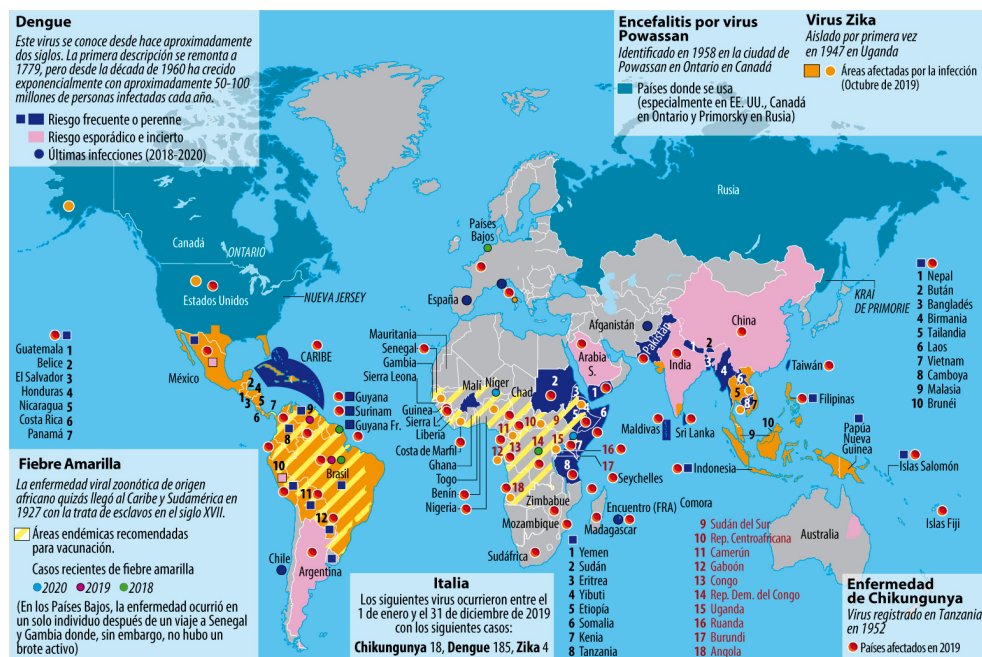 Dengue
Este virus se conoce desde hace aproximadamente
dos siglos. La primera descripción se remonta a
1779, pero desde la década de 1960 ha crecido
exponencialmente con aproximadamente 50-100
millones de personas infectadas cada año.
Riesgo frecuente o perenne
Riesgo esporádico e incierto
Últimas infecciones (2018-2020)
Encefalitis por virus
Powassan
Identificado en 1958 en la ciudad de
Powassan en Ontario en Canadá
Países donde se usa
(especialmente en EE. UU., Canadá
en Ontario y Primorsky en Rusia)
Virus Zika
Aislado por primera vez
en 1947 en Uganda
Áreas afectadas por la infección
(Octubre de 2019)
Rusia
Canadá
ONTARIO
Estados Unidos
NUEVA JERSEY
Países
Bajos
España
KRAI
DE PRIMORIE
China
Afganistán
Pakistán
India
Arabia
S.
Taiwán
Filipinas
Papúa
Nueva
Guinea
Islas Salomón
Islas Fiji
Indonesia
Maldivas
Sri Lanka
Australia
1 Nepal
2 Bután
3 Bangladés
4 Birmania
5 Tailandia
6 Laos
7 Vietnam
8 Camboya
9 Malasia
10 Brunéi
Guatemala 1
Belice 2
El Salvador 3
Honduras 4
Nicaragua 5
Costa Rica 6
Panamá 7
México
CARIBE
Guyana
Surinam
Guyana Fr.
Brasil
Chile
Argentina
Mauritania
Senegal
Gambia
Sierra Leona
Guinea
Sierra L.
Liberia
Costa de Marfil
Ghana
Togo
Benín
Nigeria
Malí
Niger
Chad
Zimbabue
Mozambique
Sudáfrica
Madagascar
Encuentro (FRA)
Comora
Seychelles
1 Yemen
2 Sudán
3 Eritrea
4 Yibuti
5 Etiopía
6 Somalia
7 Kenia
8 Tanzania
9 Sudán del Sur
10 Rep. Centroafricana
11 Camerún
12 Gaboón
13 Congo
14 Rep. Dem. del Congo
15 Uganda
16 Ruanda
17 Burundi
18 Angola
Fiebre Amarilla
La enfermedad viral zoonótica de origen
africano quizás llegó al Caribe y Sudamérica en
1927 con la trata de esclavos en el siglo XVII.
Áreas endémicas recomendadas
para vacunación.
Casos recientes de fiebre amarilla
2020 2019 2018
(En los Países Bajos, la enfermedad ocurrió en
un solo individuo después de un viaje a Senegal
y Gambia donde, sin embargo, no hubo un
brote activo)
Italia
Los siguientes virus ocurrieron entre el
1 de enero y el 31 de diciembre de 2019
con los siguientes casos:
Chikungunya 18, Dengue 185, Zika 4
Enfermedad
de Chikungunya
Virus registrado en Tanzania
en 1952
Países afectados en 2019